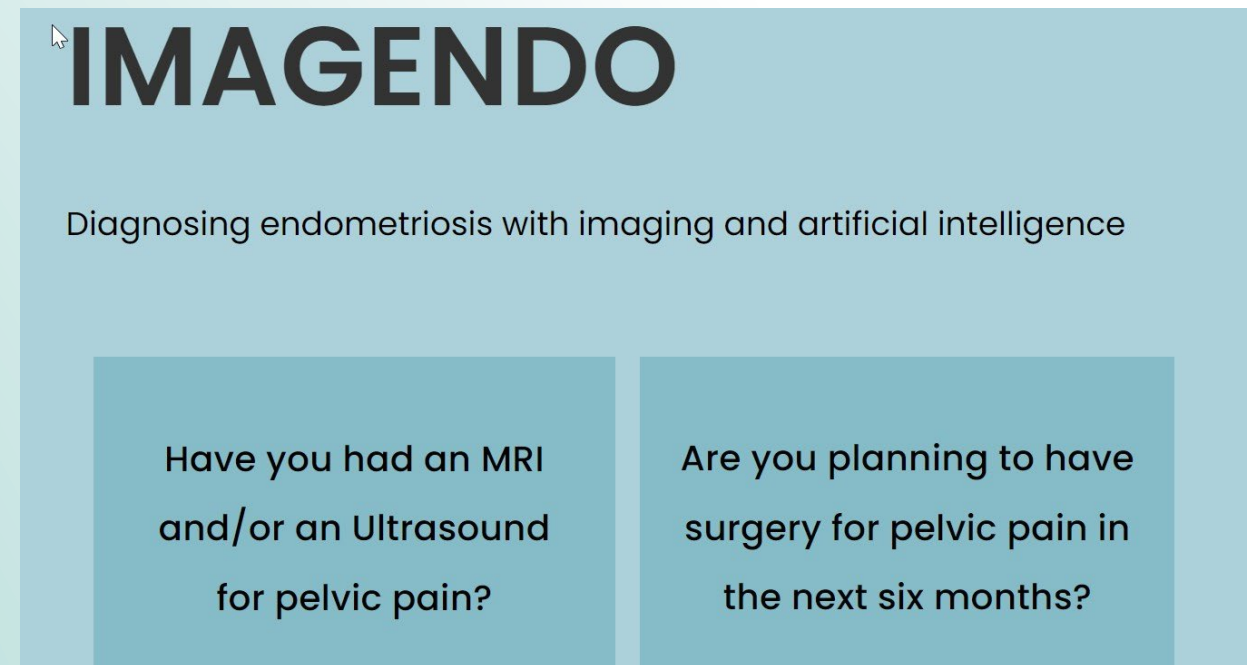 IMAGENDO
Diagnosing endometriosis with imaging and artificial intelligence
Have you had an MRI
and/or an Ultrasound
for pelvic pain?
Are you planning to have
surgery for pelvic pain in
the next six months?